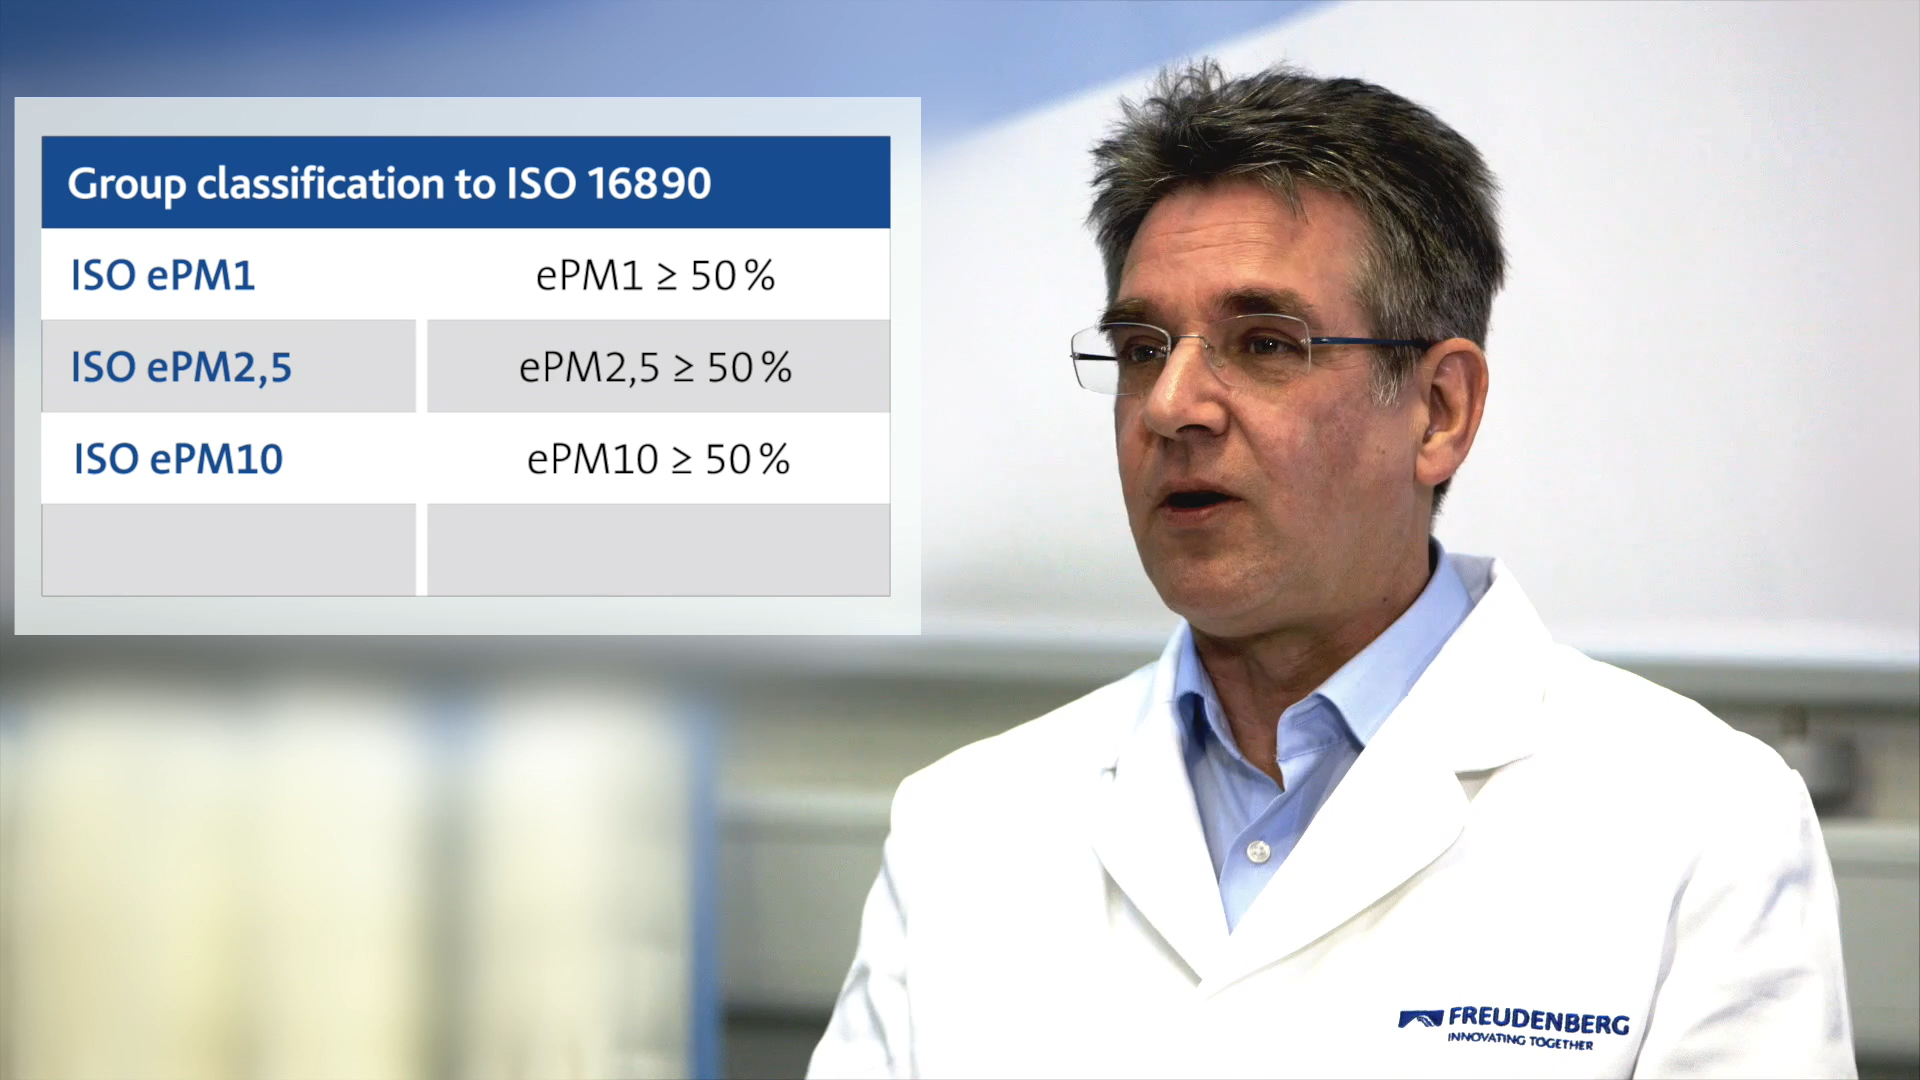 Group classification to ISO 16890
ISO ePM1 ePM1 ≥ 50 %
ISO ePM2,5 ePM2,5 ≥ 50 %
ISO ePM10 ePM10 ≥ 50 %
FREUDENBERG
INNOVATING TOGETHER